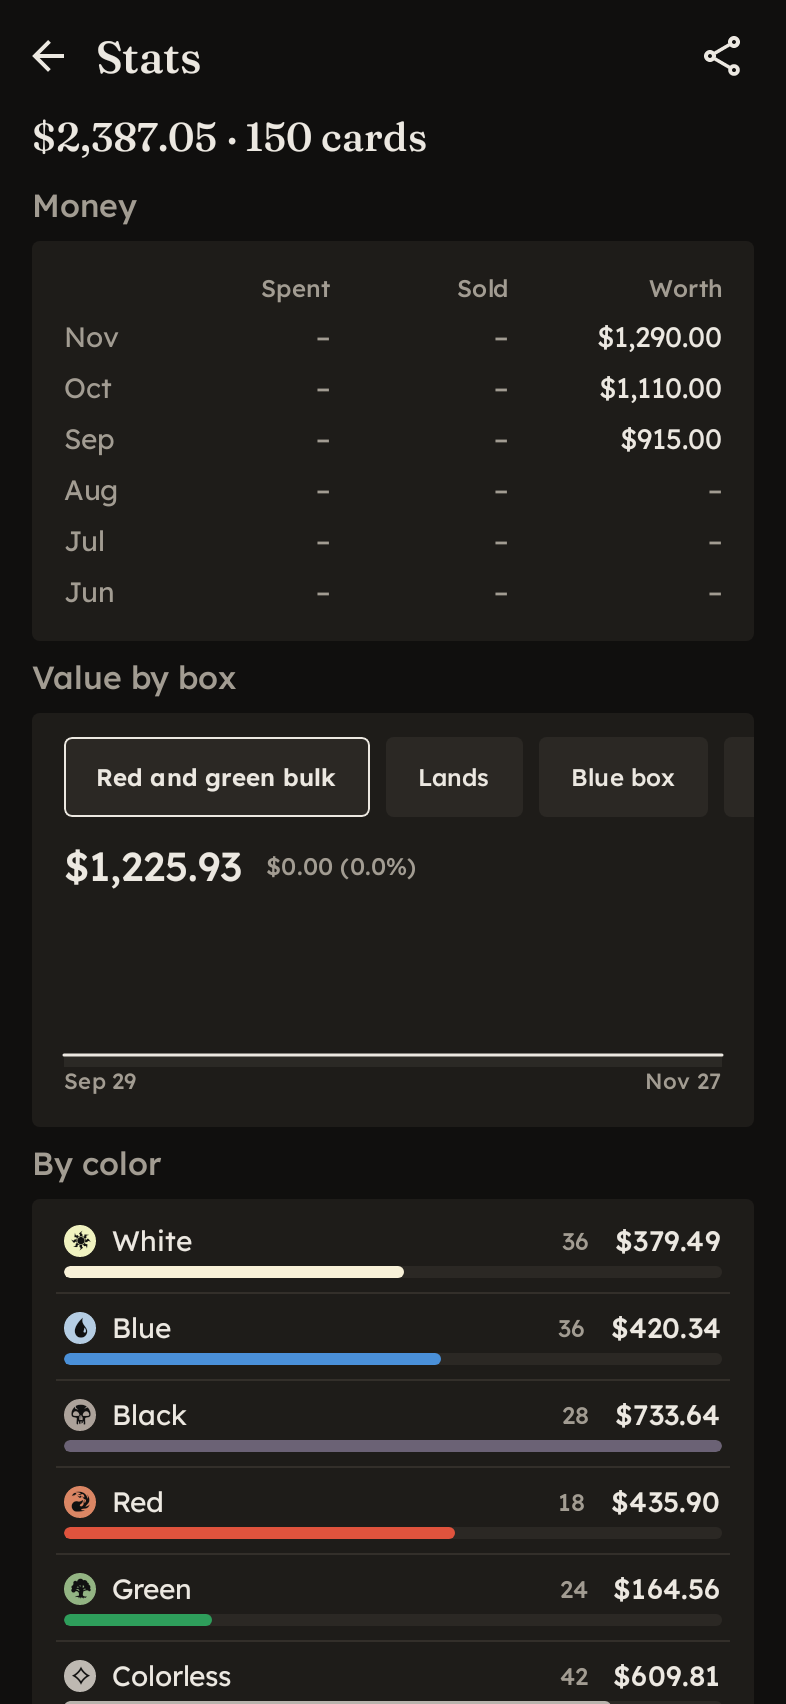 Stats
$2,387.05 · 150 cards
Money
Spent Sold Worth
Nov – – $1,290.00
Oct – – $1,110.00
Sep – – $915.00
Aug – – –
Jul – – –
Jun – – –
Value by box
Red and green bulk Lands Blue box
$1,225.93 $0.00 (0.0%)
Sep 29 Nov 27
By color
White 36 $379.49
Blue 36 $420.34
Black 28 $733.64
Red 18 $435.90
Green 24 $164.56
Colorless 42 $609.81